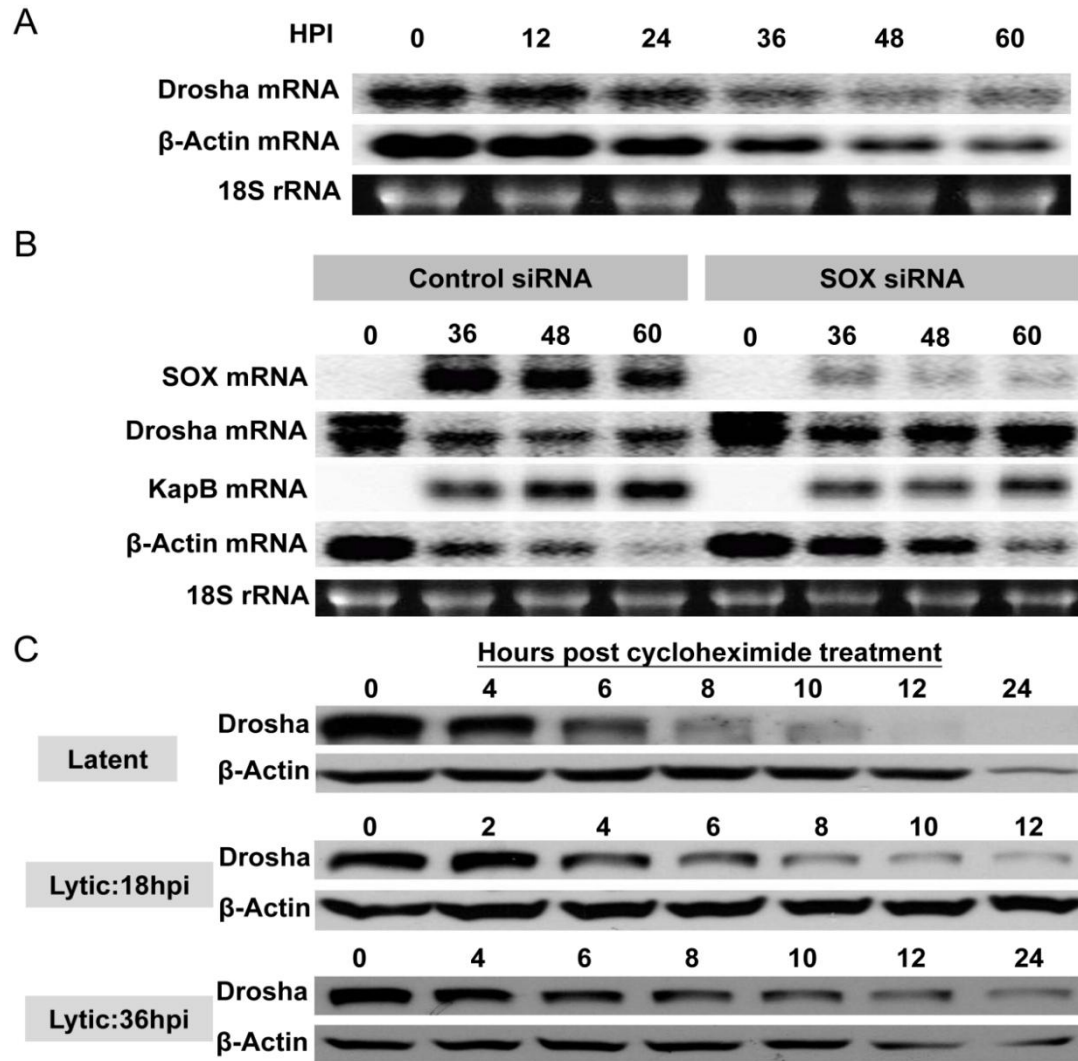 A
HPI 0 12 24 36 48 60
Drosha mRNA
β-Actin mRNA
18S rRNA
B
Control siRNA SOX siRNA
0 36 48 60 0 36 48 60
SOX mRNA
Drosha mRNA
KapB mRNA
β-Actin mRNA
18S rRNA
C
Hours post cycloheximide treatment
0 4 6 8 10 12 24
Drosha
Latent
β-Actin
0 2 4 6 8 10 12
Drosha
Lytic:18hpi
β-Actin
0 4 6 8 10 12 24
Drosha
Lytic:36hpi
β-Actin